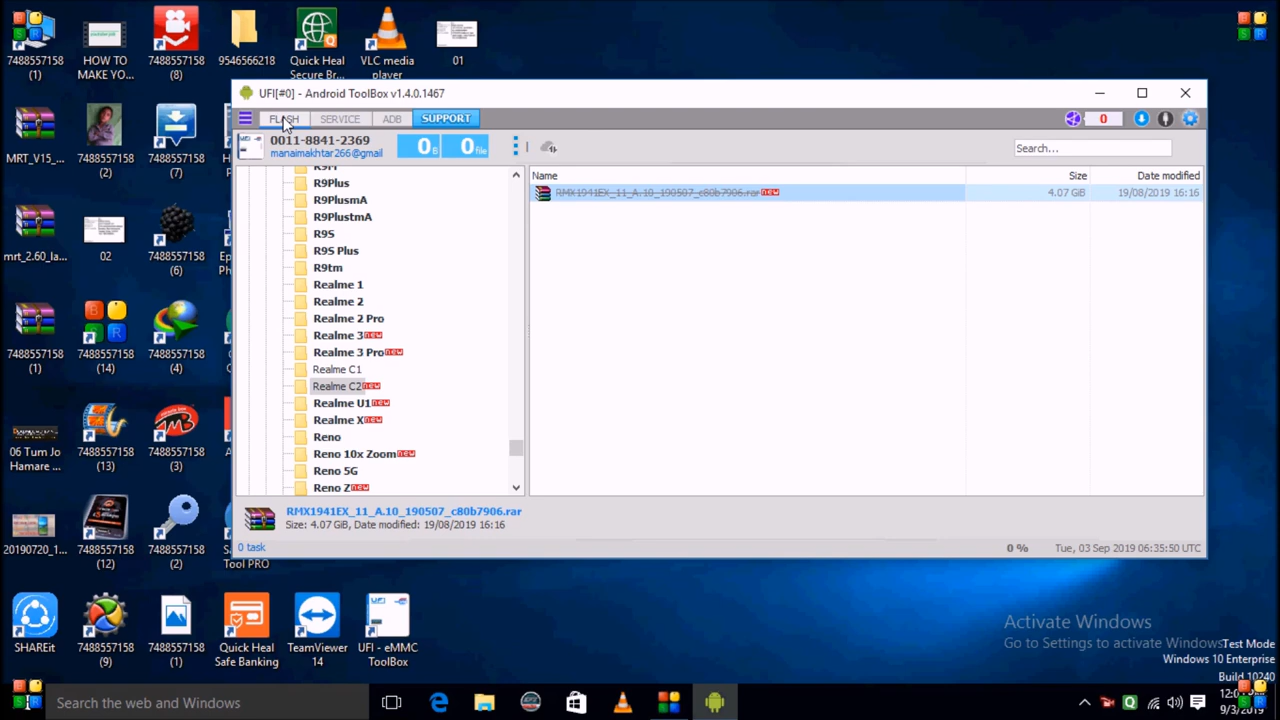 7488557158
(1)
HOW TO
MAKE YO...
7488557158
(8)
9546566218
Quick Heal
Secure Br...
VLC media
player
01
UFI[#0] - Android ToolBox v1.4.0.1467
FLASH SERVICE ADB SUPPORT 0
0011-8841-2369
manaimakhtar266@gmail
0B 0file
Search...
MRT_V15_...
7488557158
(2)
7488557158
(7)
Name Size Date modified
RMX1941EX_11_A.10_190507_c80b7906.rar new 4.07 GiB 19/08/2019 16:16
R9M
R9Plus
R9PlusmA
R9PlustmA
R9S
R9S Plus
R9tm
Realme 1
Realme 2
Realme 2 Pro
Realme 3 new
Realme 3 Pro new
Realme C1
Realme C2 new
Realme U1 new
Realme X new
Reno
Reno 10x Zoom new
Reno 5G
Reno Z new
mrt_2.60_la...
02
7488557158
(6)
7488557158
(1)
7488557158
(14)
7488557158
(4)
06 Tum Jo
Hamare ...
7488557158
(13)
7488557158
(3)
RMX1941EX_11_A.10_190507_c80b7906.rar
Size: 4.07 GiB, Date modified: 19/08/2019 16:16
0 task 0 % Tue, 03 Sep 2019 06:35:50 UTC
20190720_1...
7488557158
(12)
7488557158
(2)
Tool PRO
SHAREit
7488557158
(9)
7488557158
(1)
Quick Heal
Safe Banking
TeamViewer
14
UFI - eMMC
ToolBox
Activate Windows
Go to Settings to activate Windows
Test Mode
Windows 10 Enterprise
Build 10240
Search the web and Windows
9/3/2019